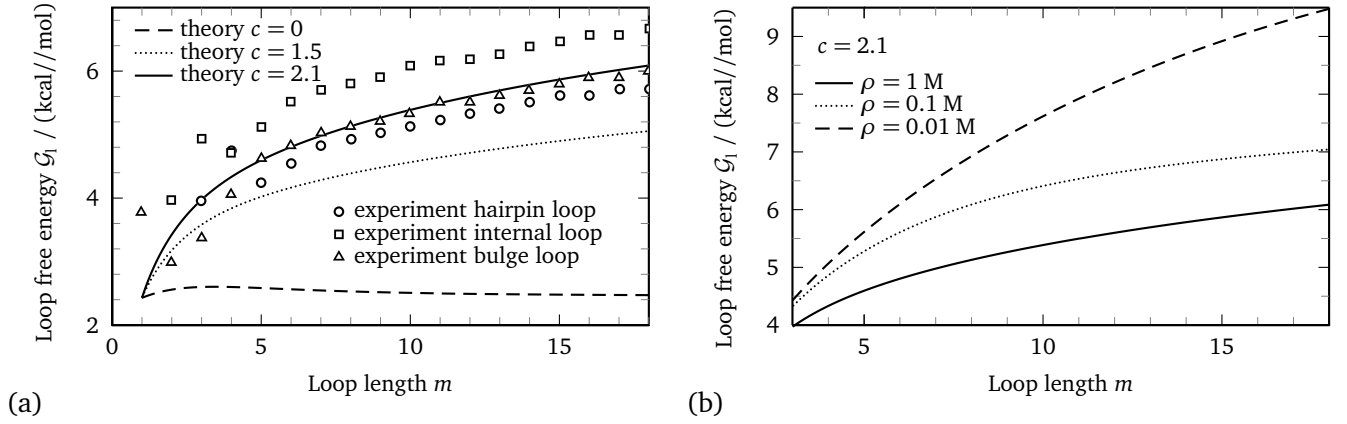 Loop free energy 𝒢ₗ / (kcal//mol)
6
4
2
theory c = 0
theory c = 1.5
theory c = 2.1
experiment hairpin loop
experiment internal loop
experiment bulge loop
0 5 10 15
Loop length m
(a)
Loop free energy 𝒢ₗ / (kcal//mol)
9
8
7
6
5
4
c = 2.1
ρ = 1 M
ρ = 0.1 M
ρ = 0.01 M
5 10 15
Loop length m
(b)